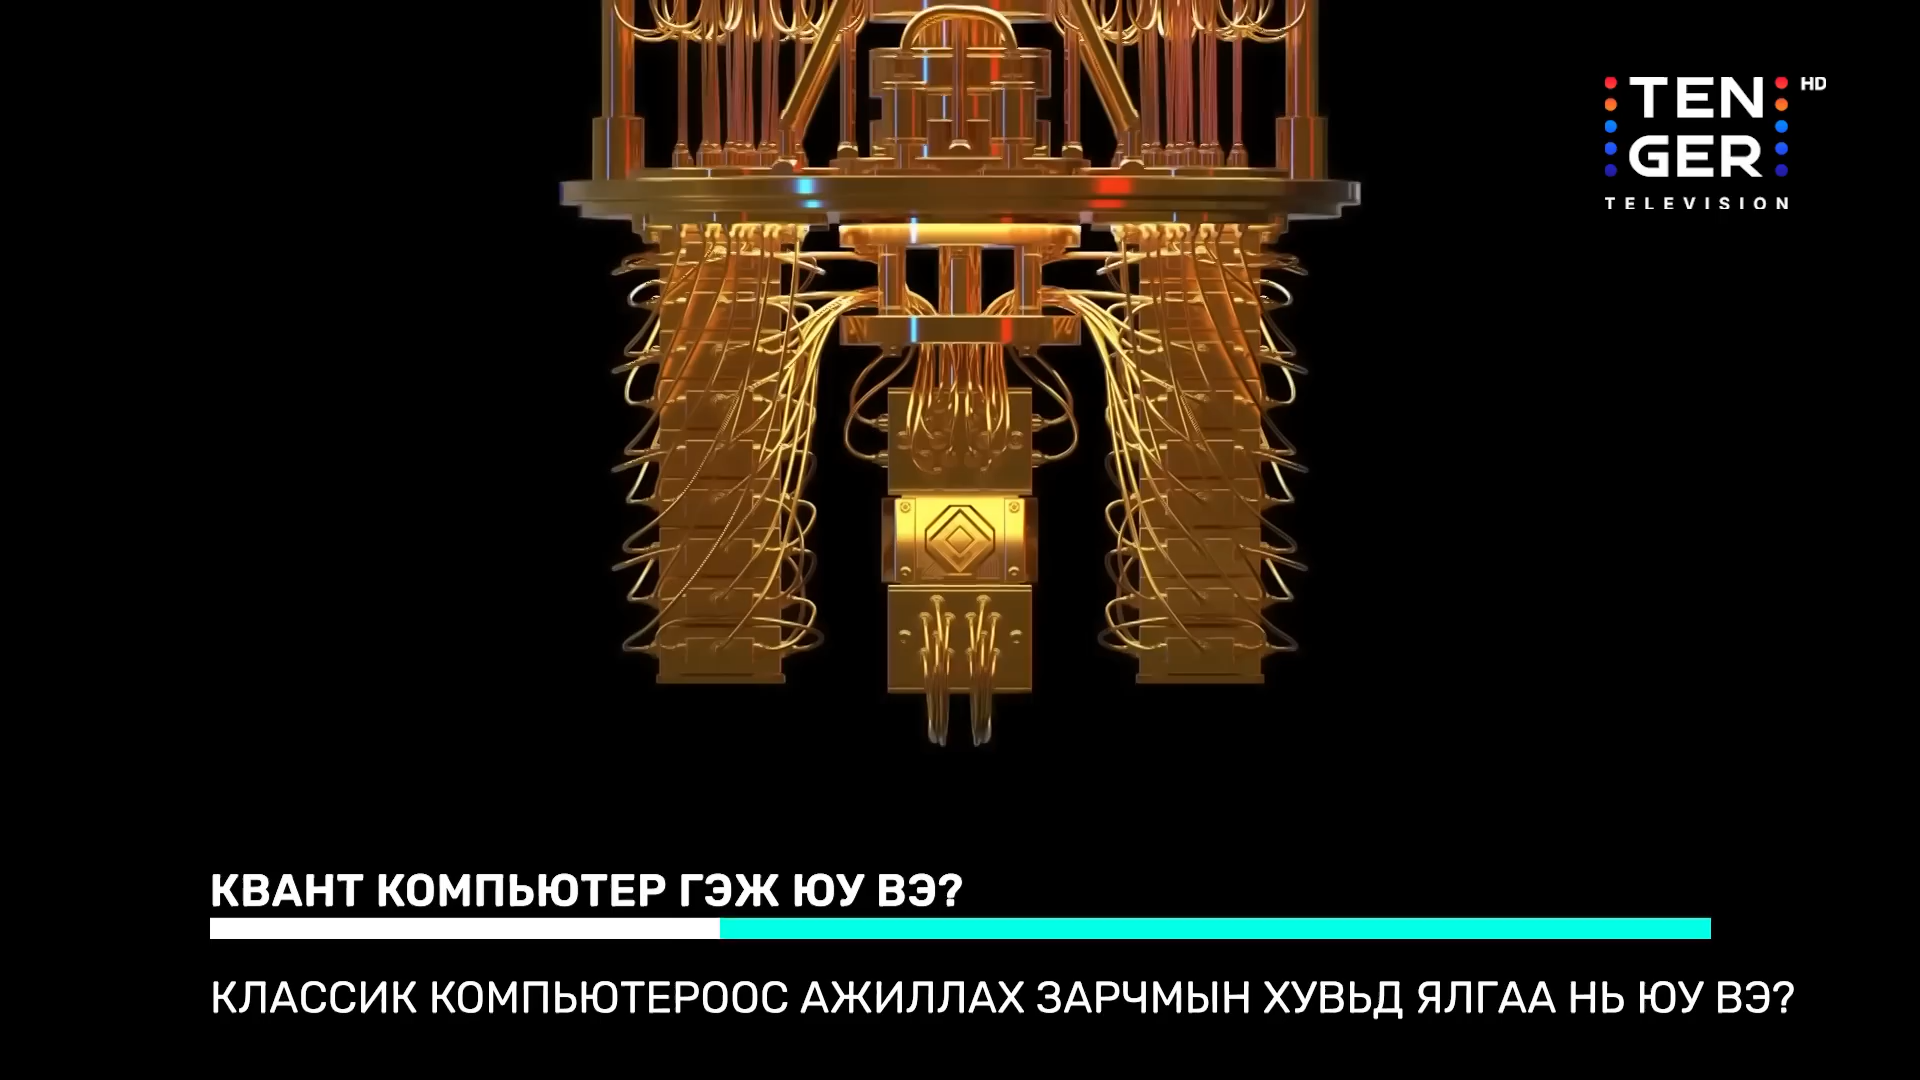 TEN HD
GER
TELEVISION
КВАНТ КОМПЬЮТЕР ГЭЖ ЮУ ВЭ?
КЛАССИК КОМПЬЮТЕРООС АЖИЛЛАХ ЗАРЧМЫН ХУВЬД ЯЛГАА НЬ ЮУ ВЭ?